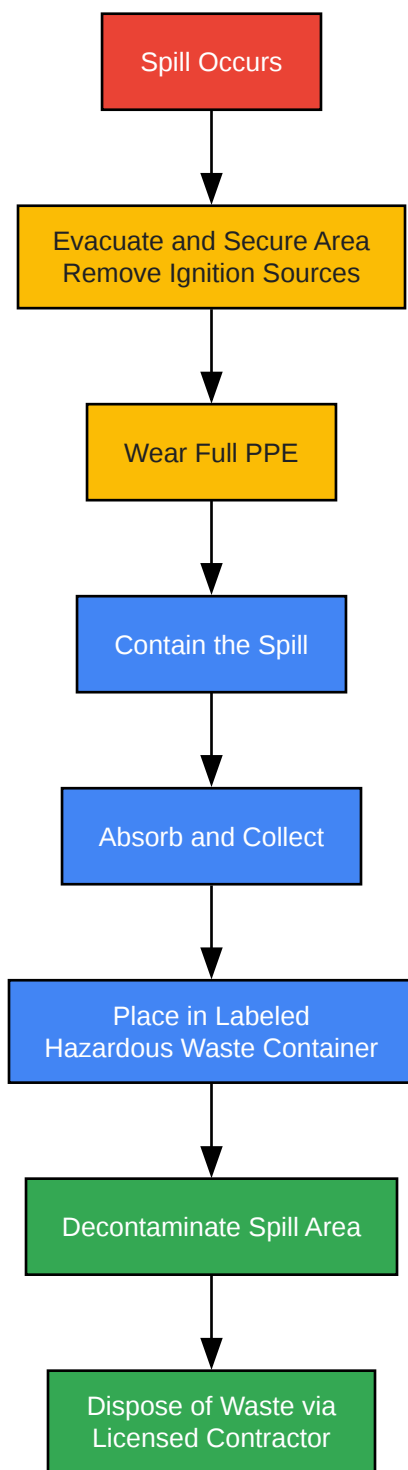 Spill Occurs
Evacuate and Secure Area
Remove Ignition Sources
Wear Full PPE
Contain the Spill
Absorb and Collect
Place in Labeled
Hazardous Waste Container
Decontaminate Spill Area
Dispose of Waste via
Licensed Contractor